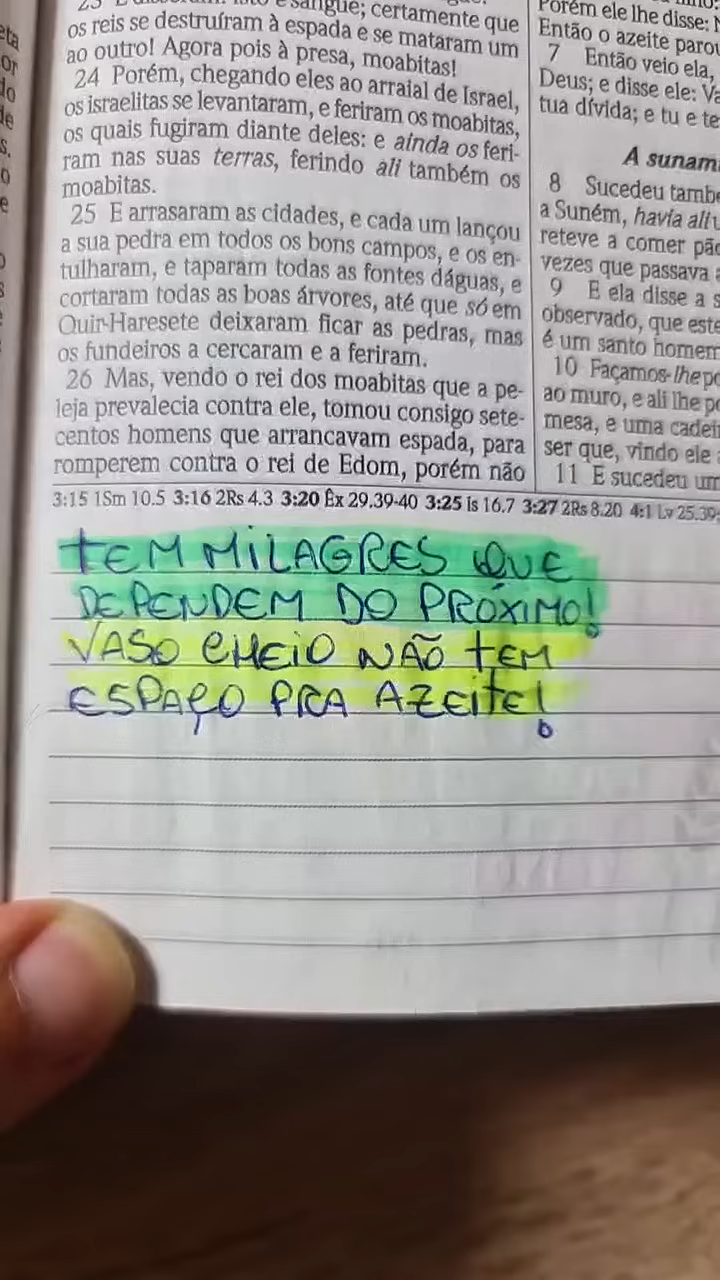 os reis se destruíram à espada e se mataram um
ao outro! Agora pois à presa, moabitas!
24 Porém, chegando eles ao arraial de Israel,
os israelitas se levantaram, e feriram os moabitas,
os quais fugiram diante deles: e ainda os feri-
ram nas suas terras, ferindo ali também os
moabitas.
25 E arrasaram as cidades, e cada um lançou
a sua pedra em todos os bons campos, e os en-
tulharam, e taparam todas as fontes dáguas, e
cortaram todas as boas árvores, até que só em
Quir-Haresete deixaram ficar as pedras, mas
os fundeiros a cercaram e a feriram.
26 Mas, vendo o rei dos moabitas que a pe-
leja prevalecia contra ele, tomou consigo sete-
centos homens que arrancavam espada, para
romperem contra o rei de Edom, porém não
Porém ele lhe disse:
Então o azeite parou
7 Então veio ela,
Deus; e disse ele:
tua dívida; e tu e
A
8 Sucedeu
a Suném, havia ali
reteve a comer
vezes que passava
9 E ela disse a
observado, que este
é um santo homem
10 Façamos-lhe
ao muro, e ali lhe
mesa, e uma
ser que, vindo ele
11 E sucedeu um
3:15 1Sm 10.5 3:16 2Rs 4.3 3:20 Êx 29.39-40 3:25 is 16.7 3:27 2Rs 8.20 4:1 Lv 25.39
TEM MILAGRES QUE
DEPENDEM DO PRÓXIMO!
VASO CHEIO NÃO TEM
ESPAÇO PRA AZEITE!